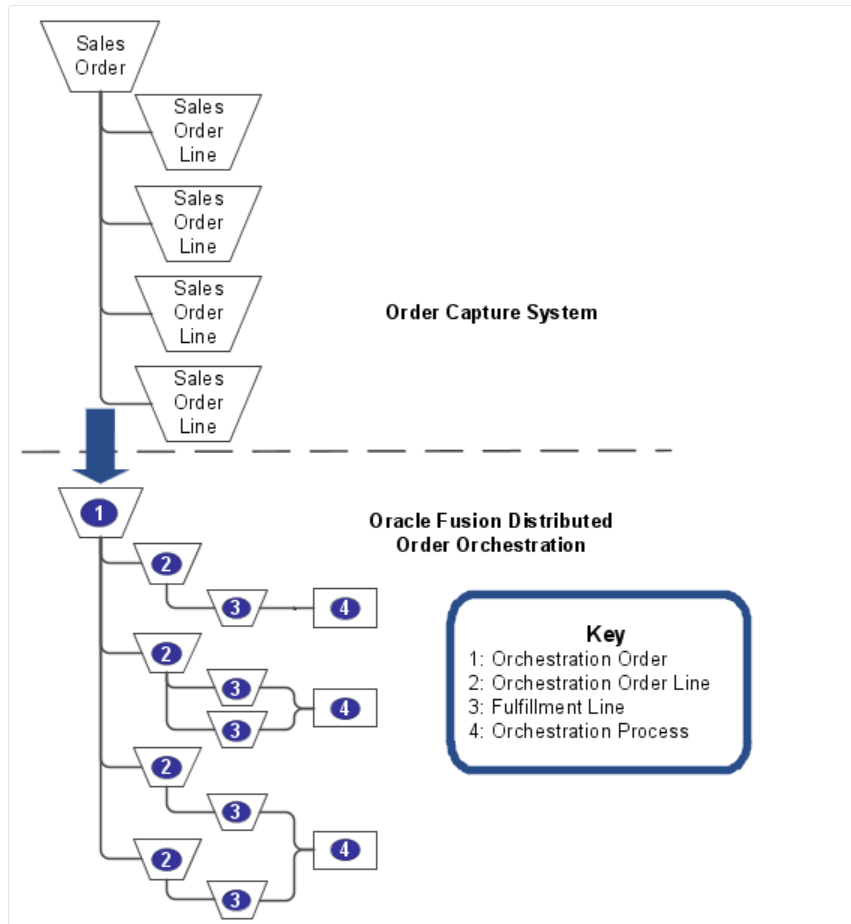 Sales
Order
Sales
Order
Line
Sales
Order
Line
Sales
Order
Line
Order Capture System
Sales
Order
Line
1
Oracle Fusion Distributed
Order Orchestration
2
3
4
2
3
3
4
2
3
4
2
3
Key
1: Orchestration Order
2: Orchestration Order Line
3: Fulfillment Line
4: Orchestration Process